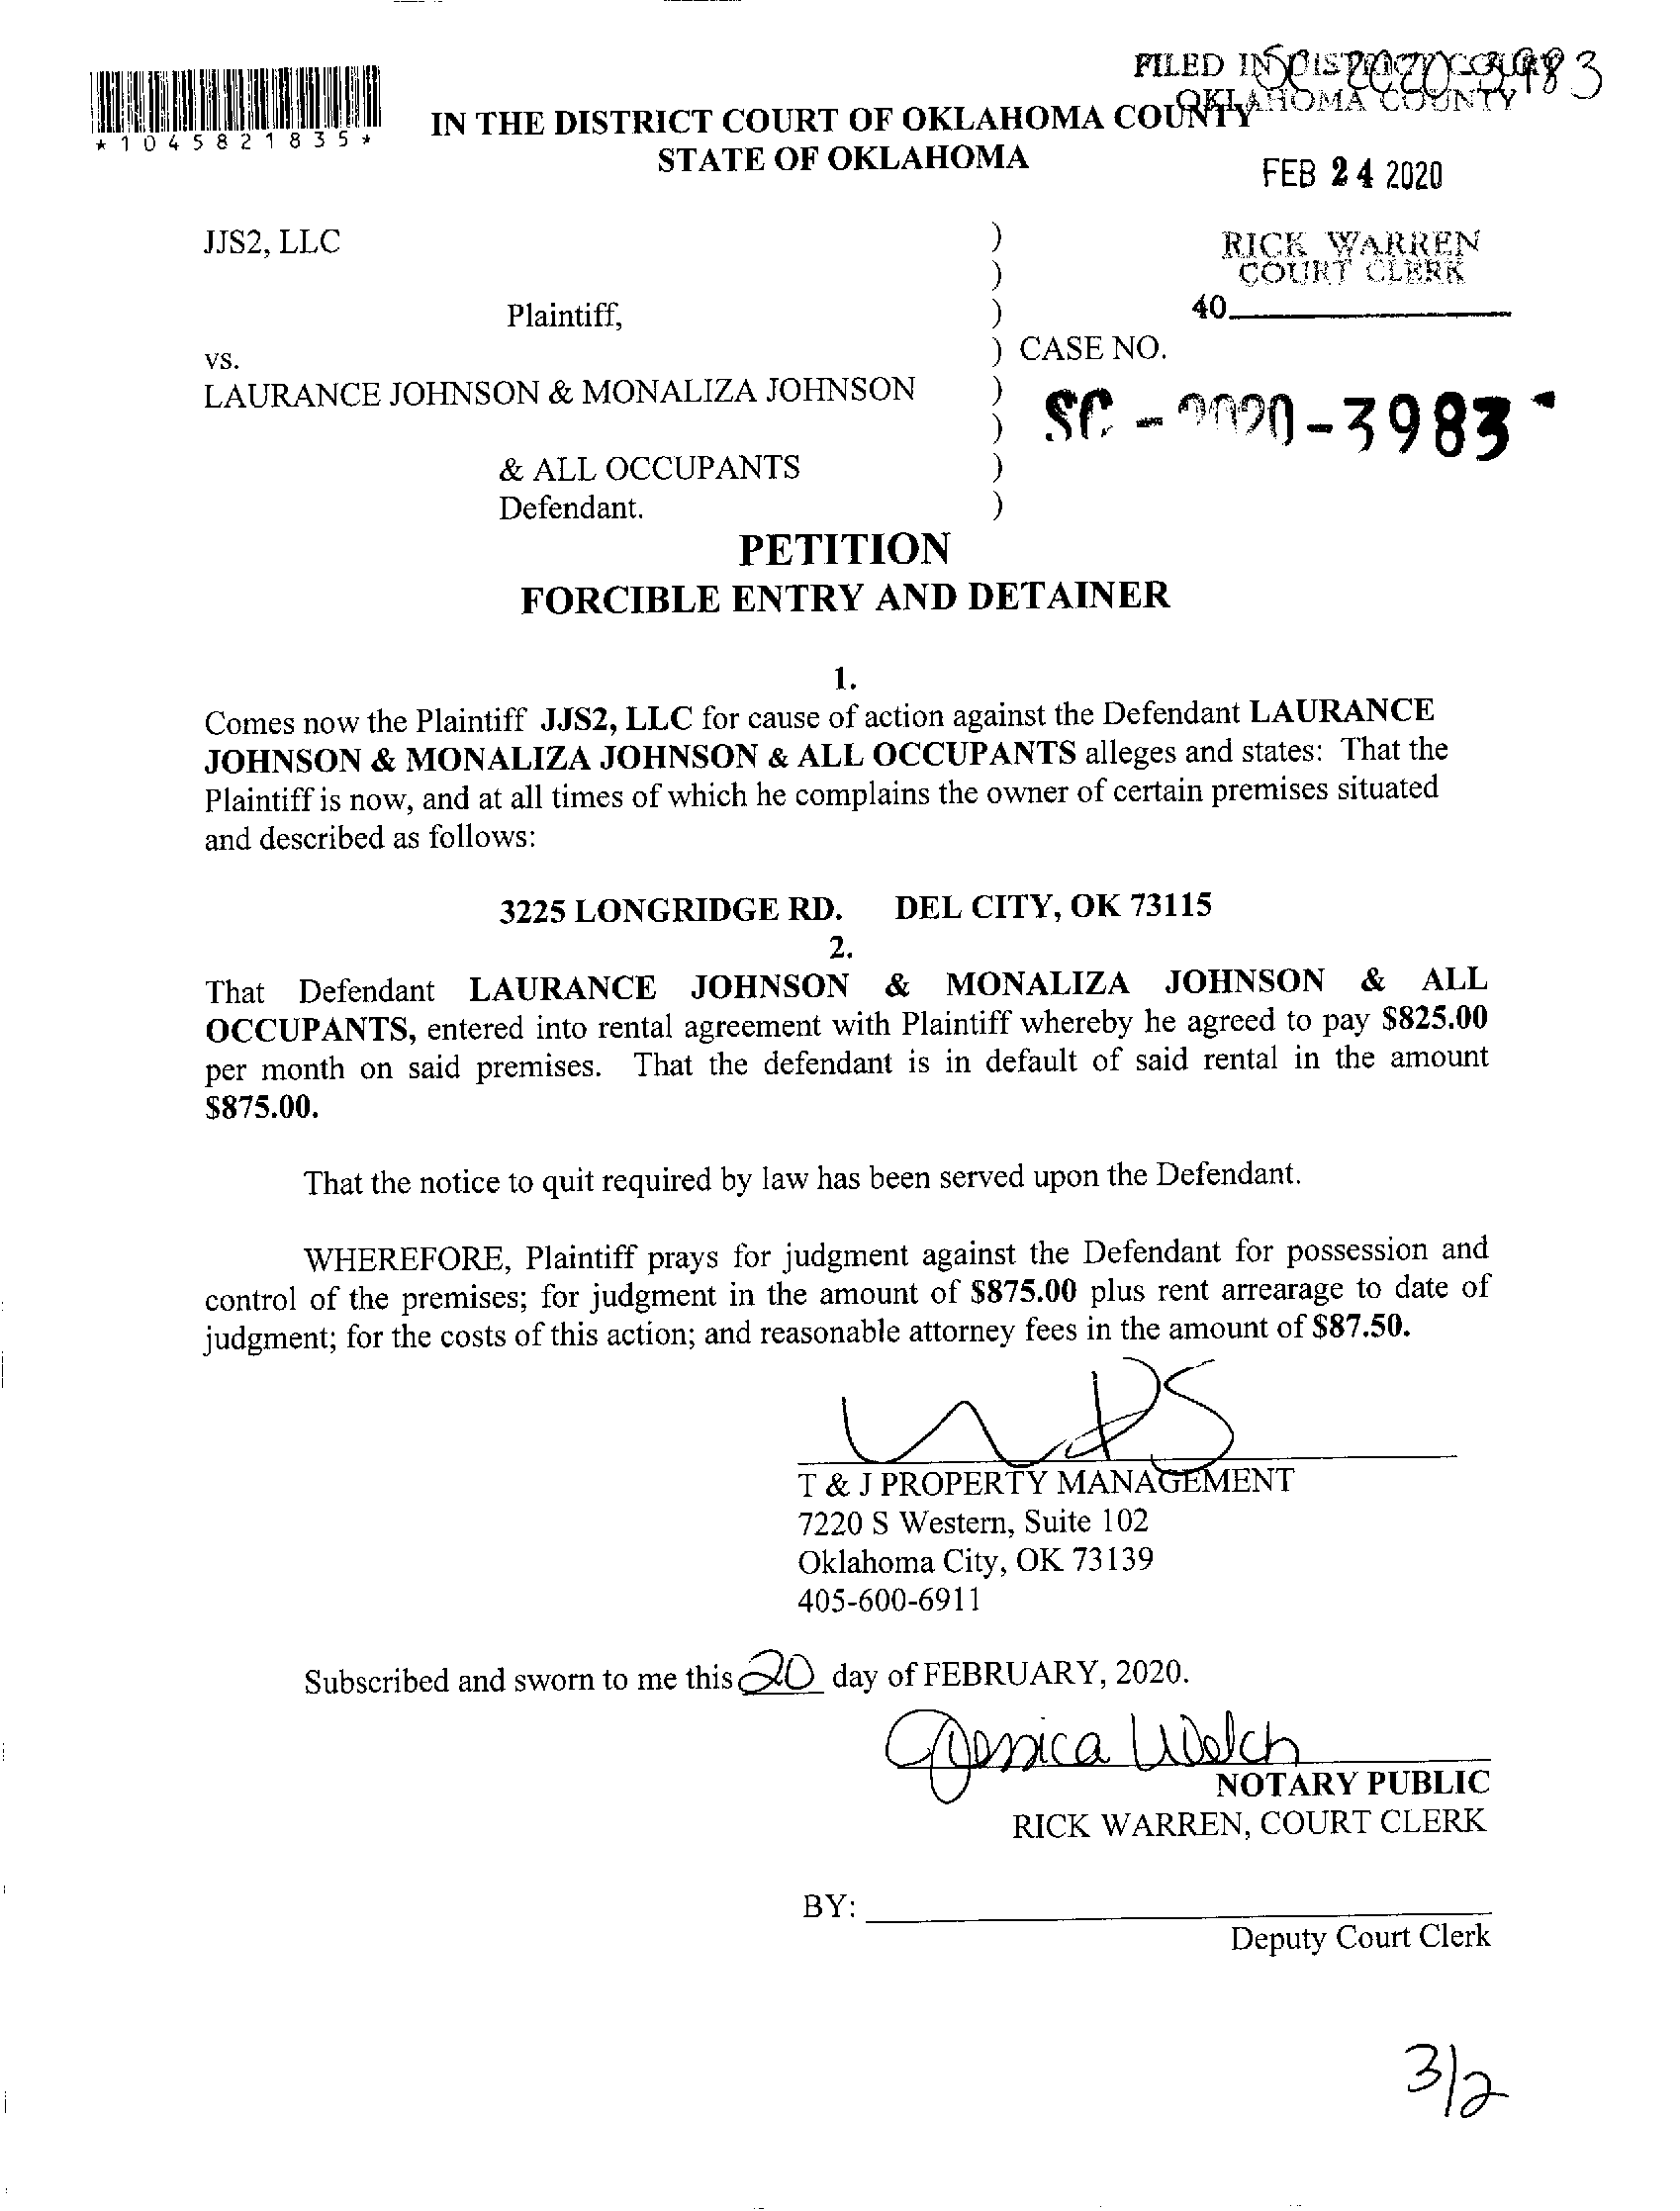 FILED IN DISTRICT COURT
OKLAHOMA COUNTY
SC 2020 3983
*1045821835*
IN THE DISTRICT COURT OF OKLAHOMA COUNTY
STATE OF OKLAHOMA
FEB 24 2020
JJS2, LLC )
)
RICK WARREN
COURT CLERK
Plaintiff, )
40
vs. ) CASE NO.
LAURANCE JOHNSON & MONALIZA JOHNSON )
) SC - 2020 - 3983
& ALL OCCUPANTS )
Defendant. )
PETITION
FORCIBLE ENTRY AND DETAINER
1.
Comes now the Plaintiff JJS2, LLC for cause of action against the Defendant LAURANCE
JOHNSON & MONALIZA JOHNSON & ALL OCCUPANTS alleges and states: That the
Plaintiff is now, and at all times of which he complains the owner of certain premises situated
and described as follows:
3225 LONGRIDGE RD. DEL CITY, OK 73115
2.
That Defendant LAURANCE JOHNSON & MONALIZA JOHNSON & ALL
OCCUPANTS, entered into rental agreement with Plaintiff whereby he agreed to pay $825.00
per month on said premises. That the defendant is in default of said rental in the amount
$875.00.
That the notice to quit required by law has been served upon the Defendant.
WHEREFORE, Plaintiff prays for judgment against the Defendant for possession and
control of the premises; for judgment in the amount of $875.00 plus rent arrearage to date of
judgment; for the costs of this action; and reasonable attorney fees in the amount of $87.50.
T & J PROPERTY MANAGEMENT
7220 S Western, Suite 102
Oklahoma City, OK 73139
405-600-6911
Subscribed and sworn to me this 20 day of FEBRUARY, 2020.
Jessica Welch
NOTARY PUBLIC
RICK WARREN, COURT CLERK
BY:
Deputy Court Clerk
3/2